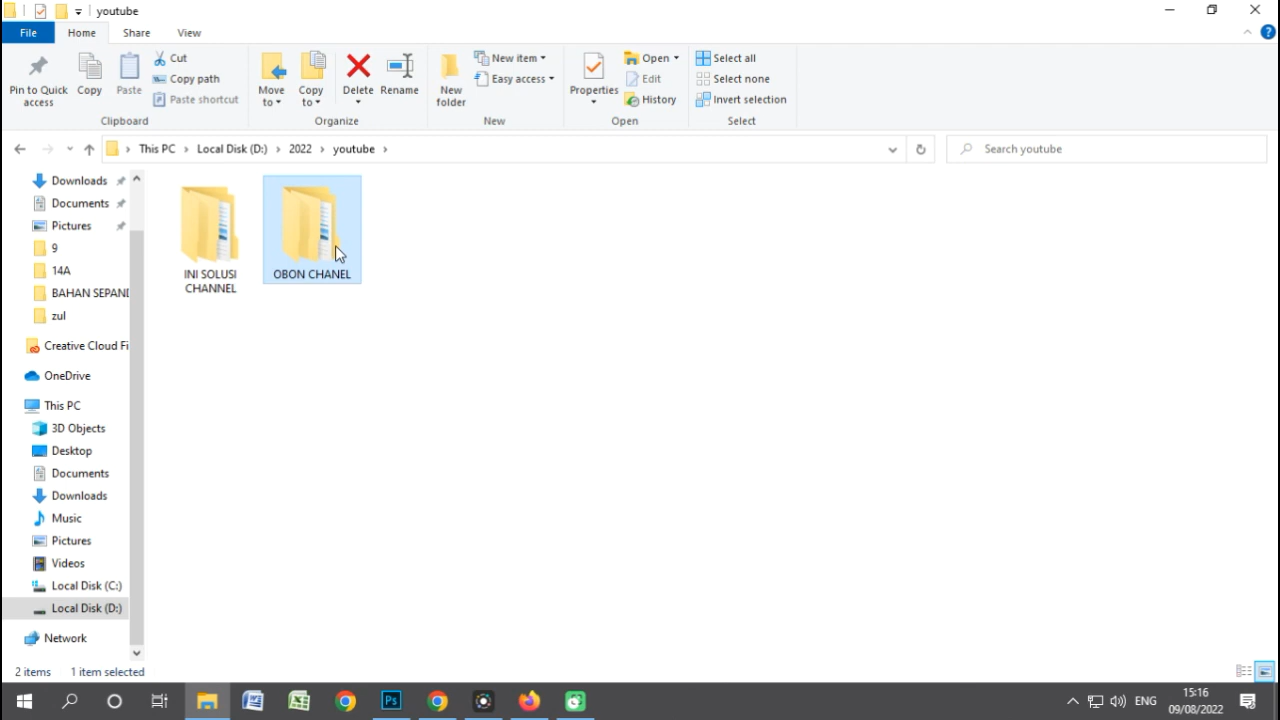 youtube
File
Home
Share
View
Pin to Quick access
Copy
Paste
Cut
Copy path
Paste shortcut
Clipboard
Move to
Copy to
Delete
Rename
Organize
New folder
New item
Easy access
New
Properties
Open
Edit
History
Open
Select all
Select none
Invert selection
Select
This PC
Local Disk (D:)
2022
youtube
Search youtube
Downloads
Documents
Pictures
9
14A
BAHAN SEPAND
zul
Creative Cloud Fi
OneDrive
This PC
3D Objects
Desktop
Documents
Downloads
Music
Pictures
Videos
Local Disk (C:)
Local Disk (D:)
Network
INI SOLUSI
CHANNEL
OBON CHANEL
2 items
1 item selected
Ps
ENG
15:16
09/08/2022